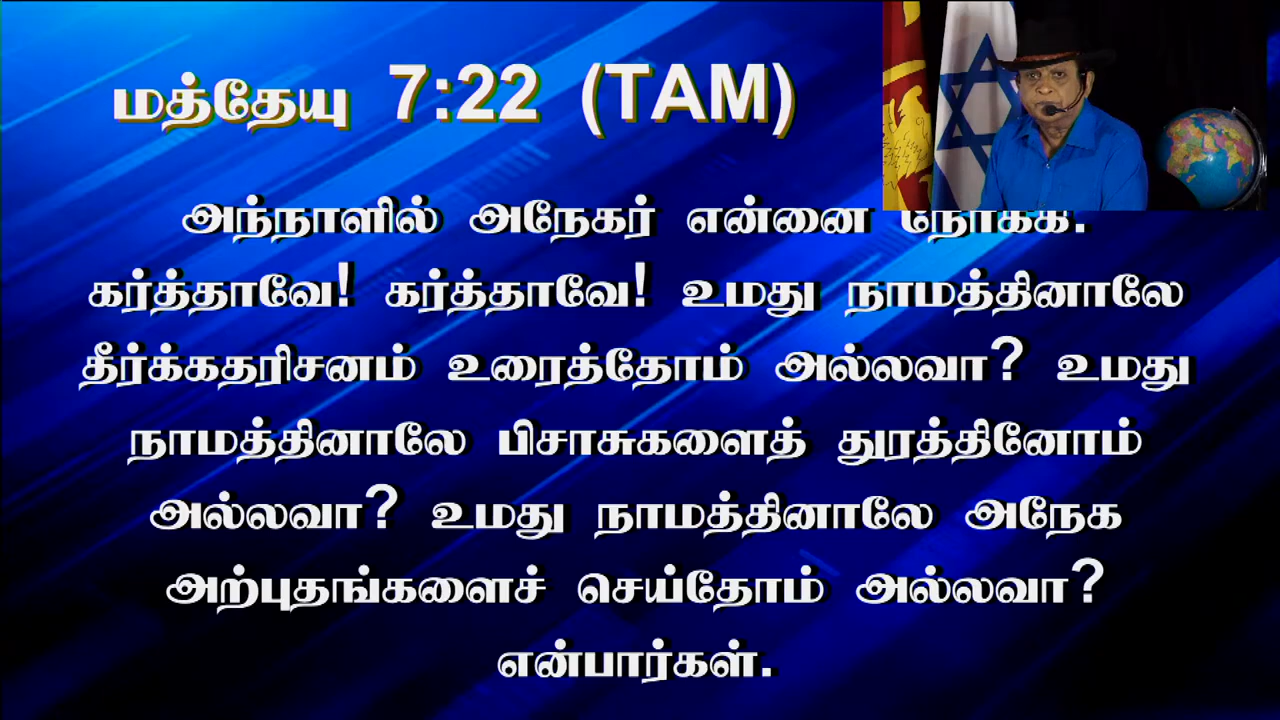 மத்தேயு 7:22 (TAM)
அந்நாளில் அநேகர் என்னை
கர்த்தாவே! கர்த்தாவே! உமது நாமத்தினாலே
தீர்க்கதரிசனம் உரைத்தோம் அல்லவா? உமது
நாமத்தினாலே பிசாசுகளைத் துரத்தினோம்
அல்லவா? உமது நாமத்தினாலே அநேக
அற்புதங்களைச் செய்தோம் அல்லவா?
என்பார்கள்.